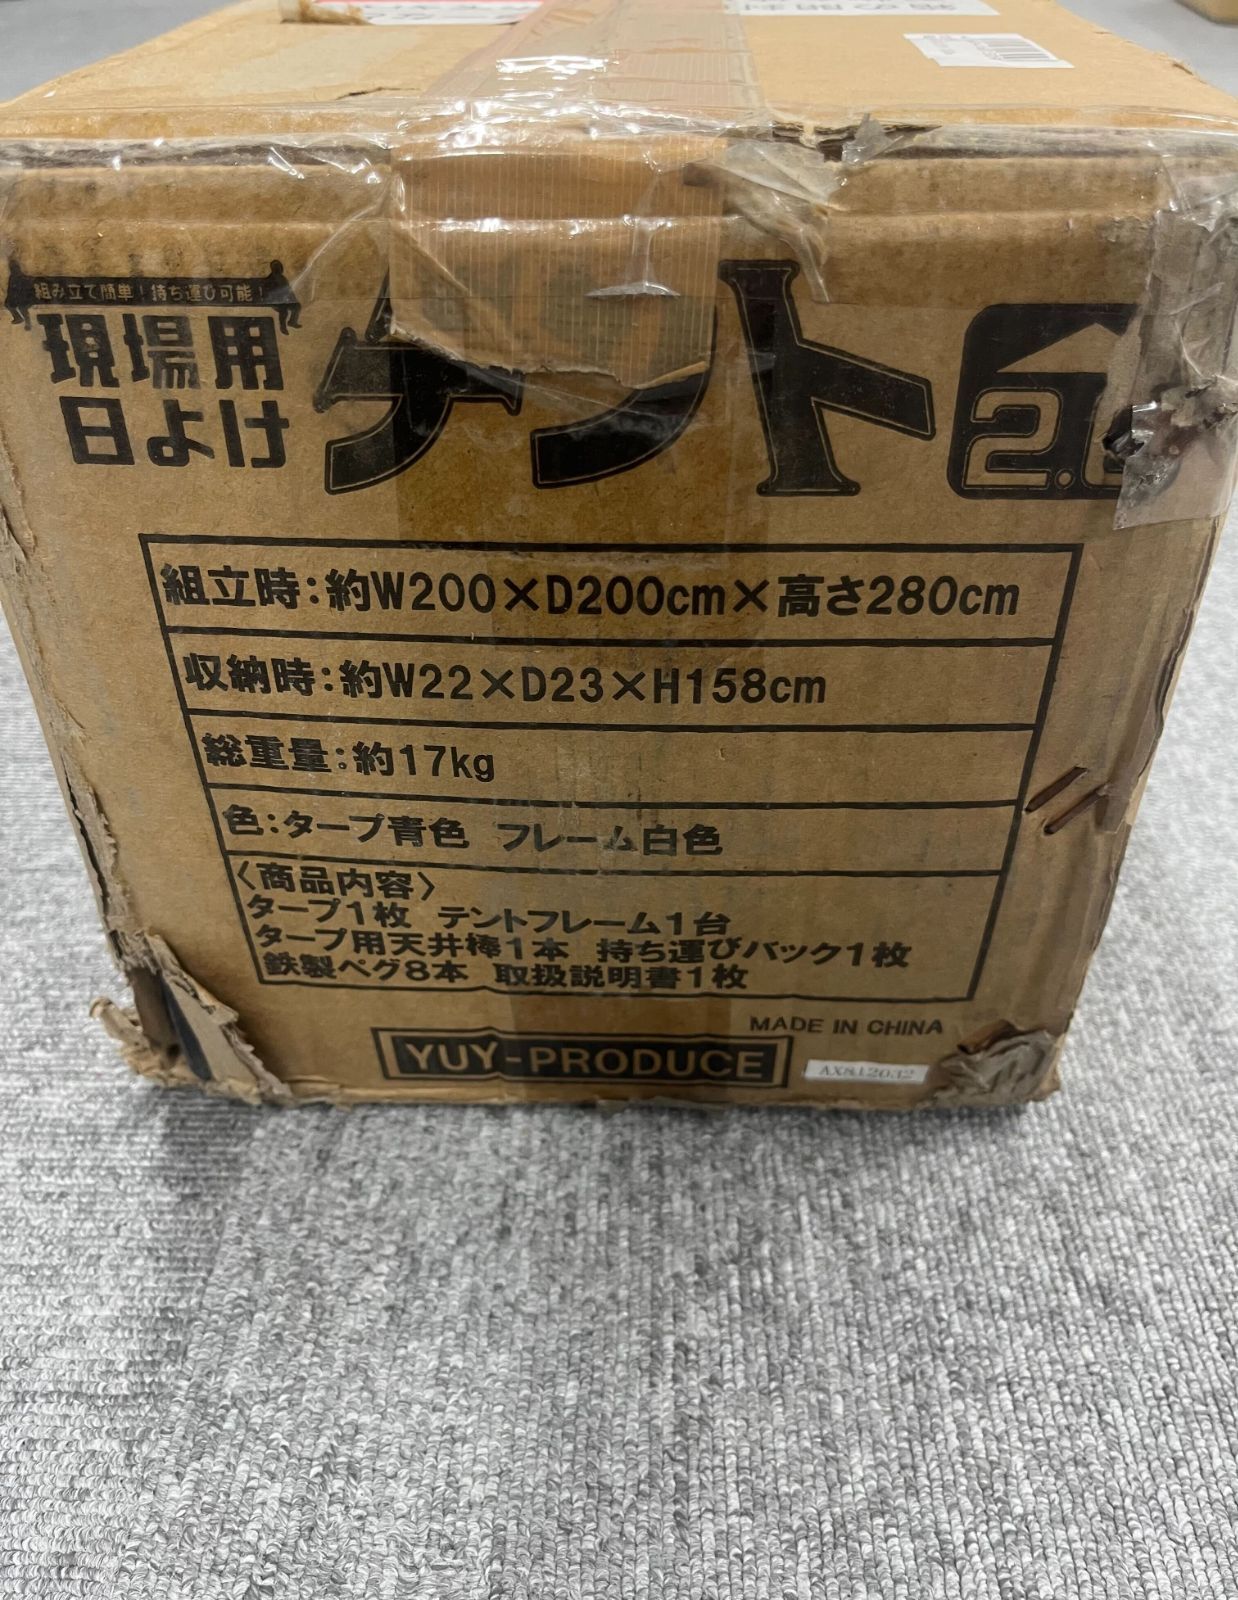 組み立て簡単!持ち運び可能!
現場用
日よけ
テント
組立時:約W200×D200cm×高さ280cm
収納時:約W22×D23×H158cm
総重量:約17kg
色:タープ青色 フレーム白色
〈商品内容〉
タープ1枚 テントフレーム1台
タープ用天井棒1本 持ち運びバック1枚
鉄製ペグ8本 取扱説明書1枚
MADE IN CHINA
YUY-PRODUCE
AX812032